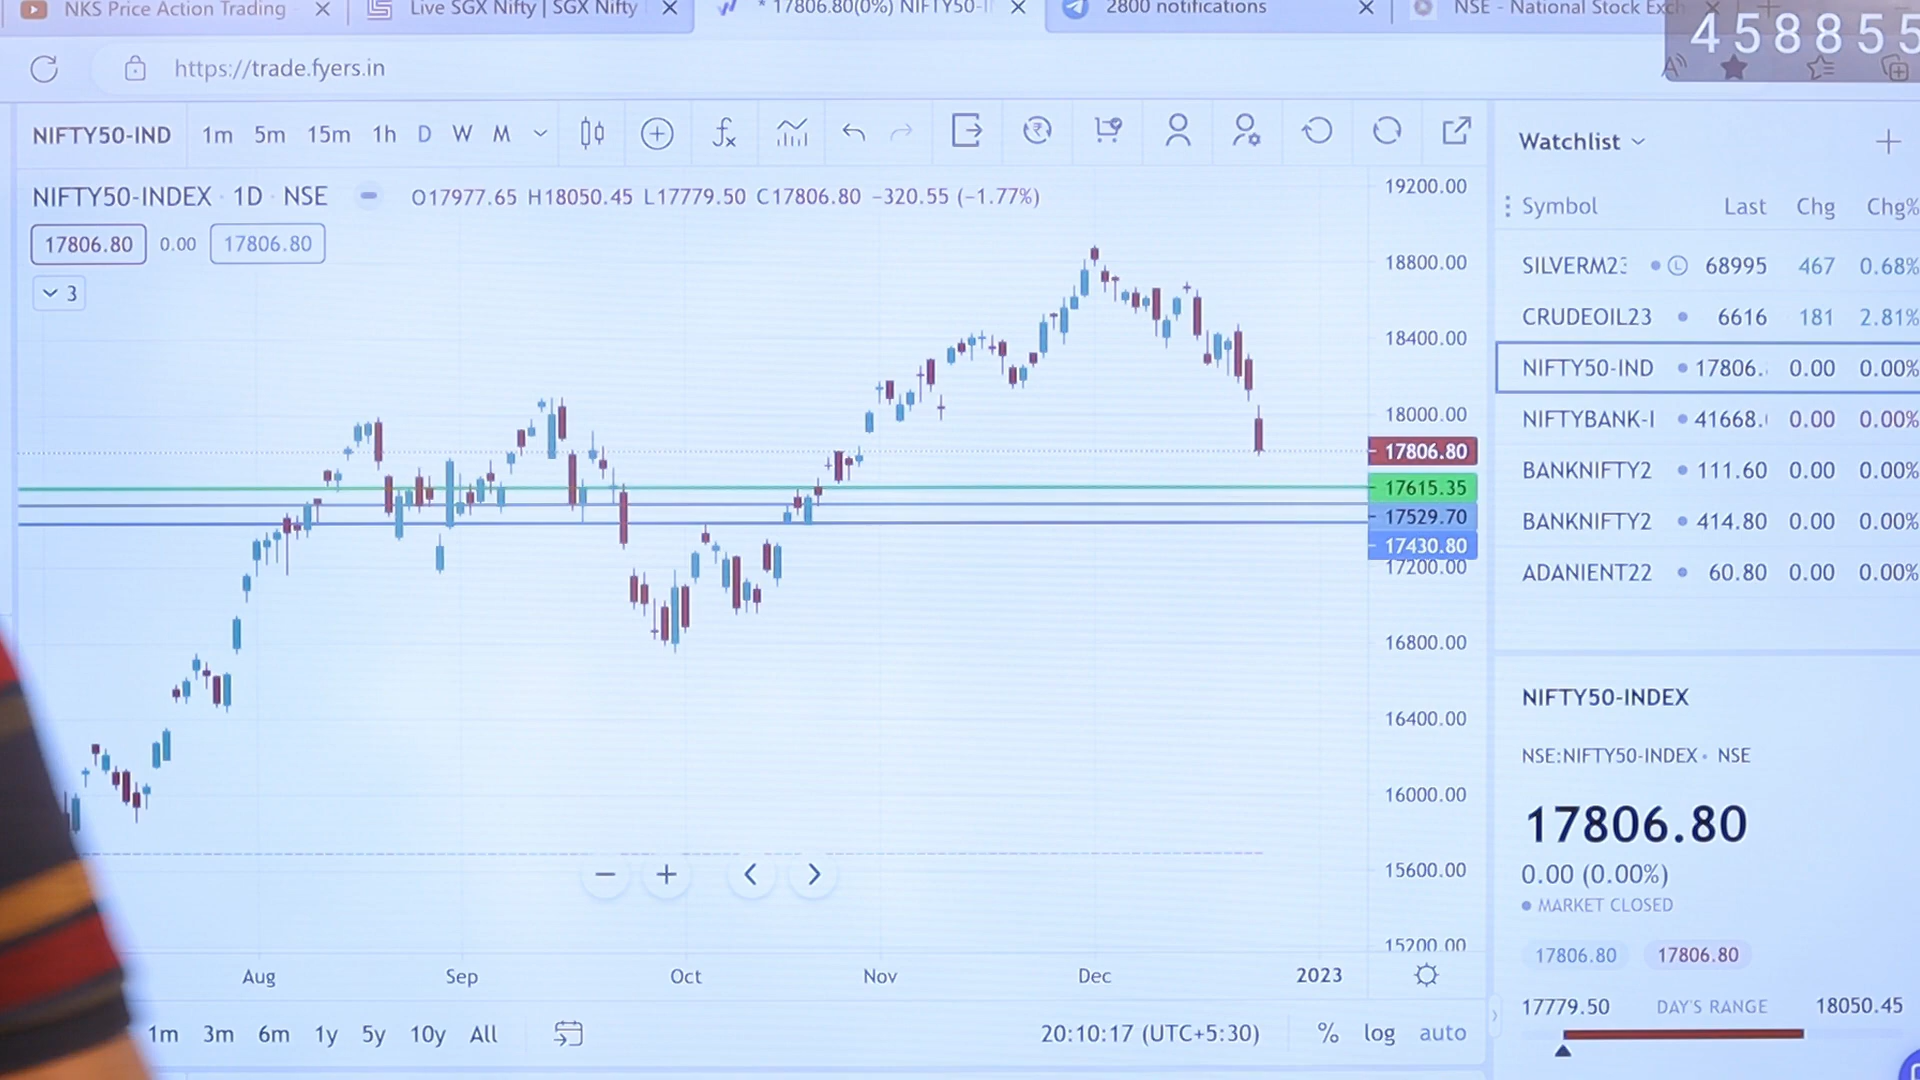 NKS Price Action Trading
Live SGX Nifty | SGX Nifty
* 17806.80(0%) NIFTY50-I
2800 notifications
NSE - National Stock Exch
458855
https://trade.fyers.in
NIFTY50-IND 1m 5m 15m 1h D W M
NIFTY50-INDEX · 1D · NSE O17977.65 H18050.45 L17779.50 C17806.80 −320.55 (−1.77%)
17806.80 0.00 17806.80
3
19200.00
18800.00
18400.00
18000.00
17806.80
17615.35
17529.70
17430.80
17200.00
16800.00
16400.00
16000.00
15600.00
15200.00
Aug Sep Oct Nov Dec 2023
1m 3m 6m 1y 5y 10y All
20:10:17 (UTC+5:30) % log auto
Watchlist
Symbol Last Chg Chg%
SILVERM23 L 68995 467 0.68%
CRUDEOIL23 6616 181 2.81%
NIFTY50-IND 17806. 0.00 0.00%
NIFTYBANK-I 41668. 0.00 0.00%
BANKNIFTY2 111.60 0.00 0.00%
BANKNIFTY2 414.80 0.00 0.00%
ADANIENT22 60.80 0.00 0.00%
NIFTY50-INDEX
NSE:NIFTY50-INDEX · NSE
17806.80
0.00 (0.00%)
MARKET CLOSED
17806.80 17806.80
17779.50 DAY'S RANGE 18050.45